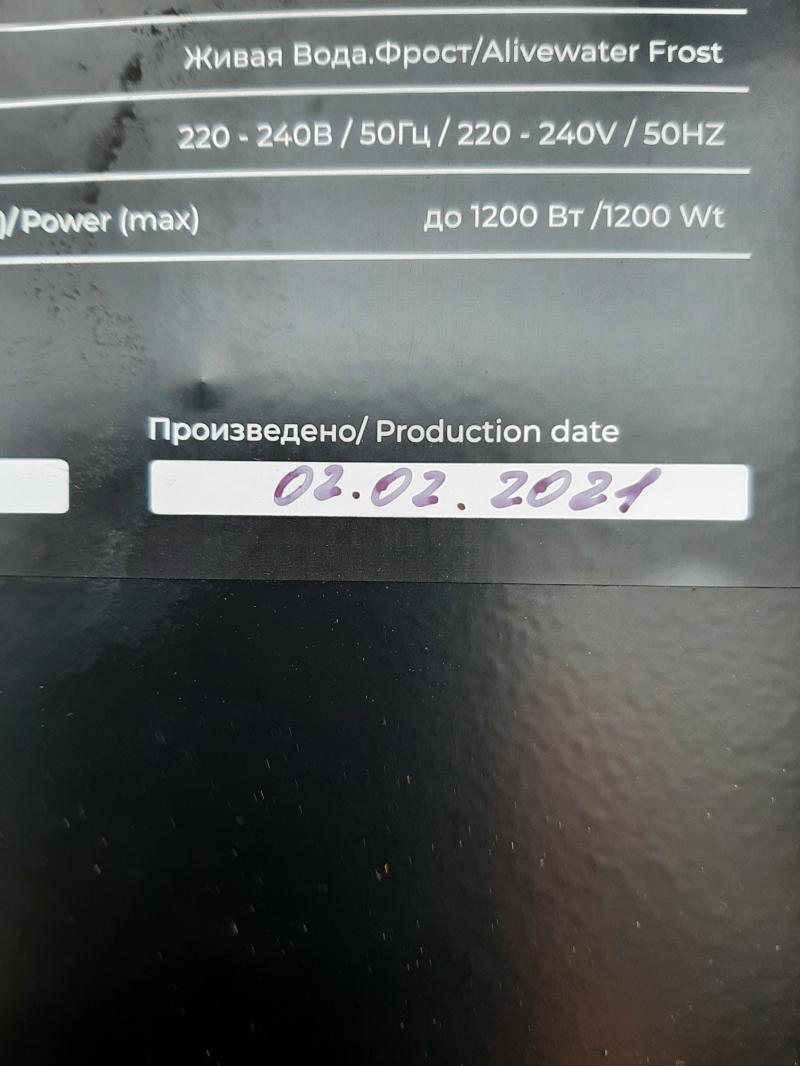 Живая Вода.Фрост/Alivewater Frost
220 - 240В / 50Гц / 220 - 240V / 50HZ
)/Power (max) до 1200 Вт /1200 Wt
Произведено/ Production date
02.02.2021